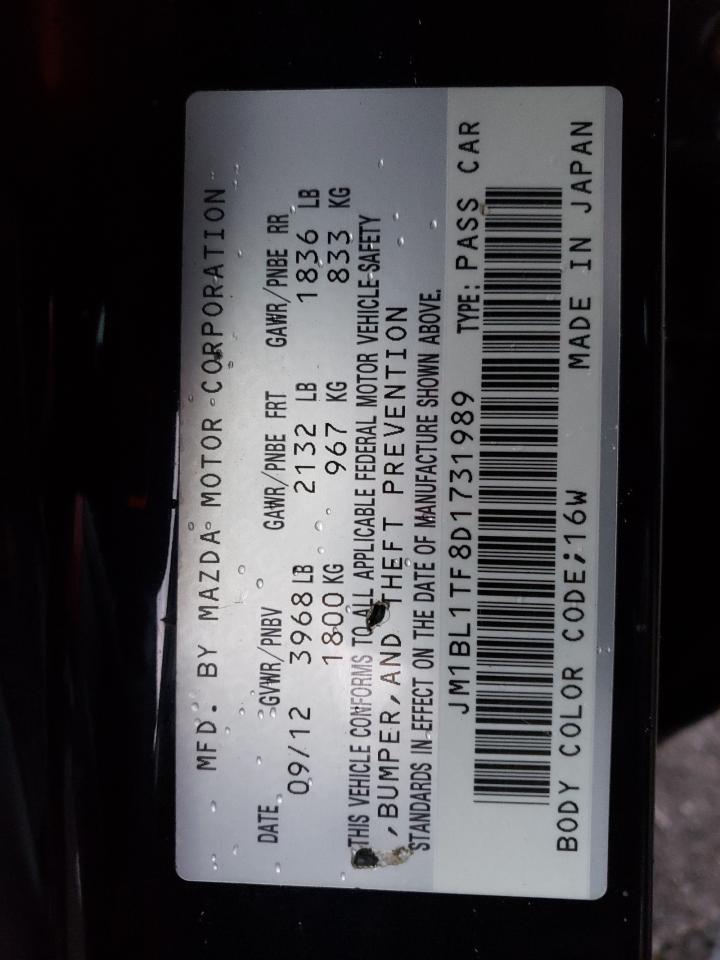 MFD. BY MAZDA MOTOR CORPORATION
DATE GVWR/PNBV GAWR/PNBE FRT GAWR/PNBE RR
09/12 3968 LB 2132 LB 1836 LB
1800 KG 967 KG 833 KG
THIS VEHICLE CONFORMS TO ALL APPLICABLE FEDERAL MOTOR VEHICLE SAFETY
,BUMPER, AND THEFT PREVENTION
STANDARDS IN EFFECT ON THE DATE OF MANUFACTURE SHOWN ABOVE.
JM1BL1TF8D1731989 TYPE: PASS CAR
BODY COLOR CODE;16W MADE IN JAPAN